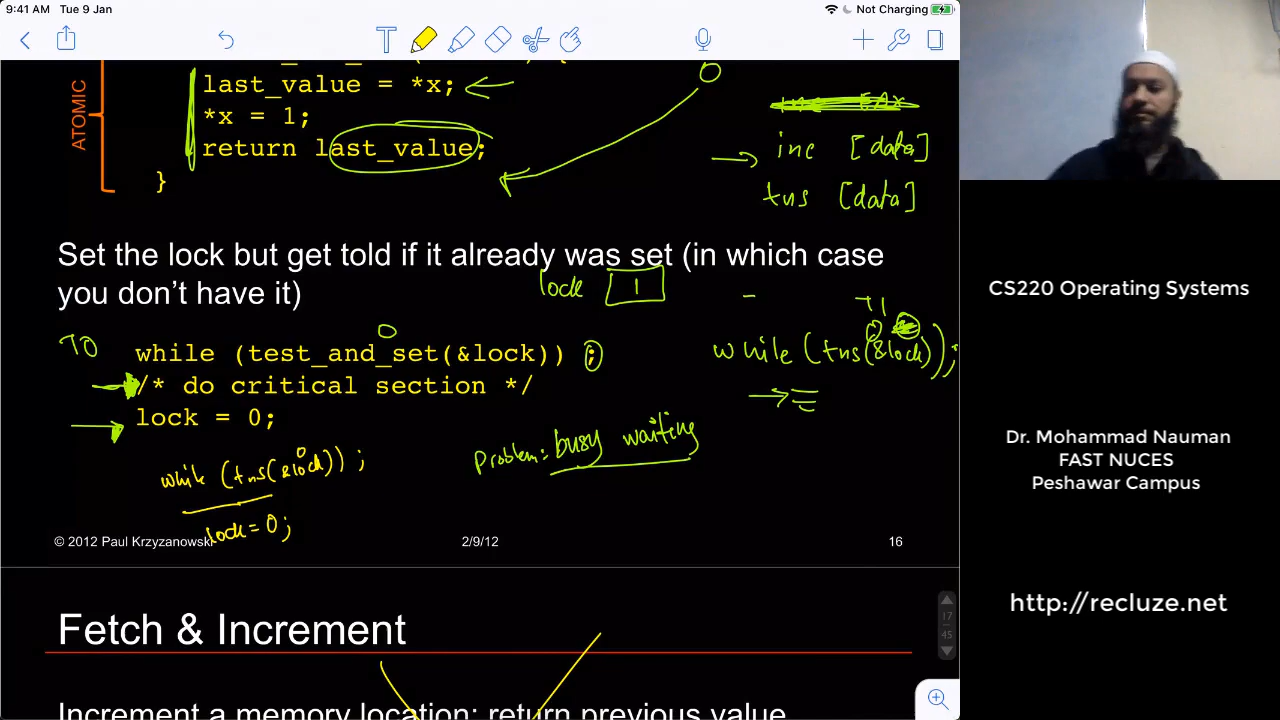 9:41 AM Tue 9 Jan
Not Charging
T
ATOMIC
last_value = *x;
*x = 1;
return last_value;
}
0
inc [data]
tns [data]
Set the lock but get told if it already was set (in which case
you don't have it)
lock 1
T0
0
while (test_and_set(&lock)) ;
/* do critical section */
lock = 0;
T1
while (tns(&lock));
while (tns(&lock)) ;
lock = 0;
Problem: busy waiting
© 2012 Paul Krzyzanowski
2/9/12
16
Fetch & Increment
Increment a memory location; return previous value
17
45
CS220 Operating Systems
Dr. Mohammad Nauman
FAST NUCES
Peshawar Campus
http://recluze.net